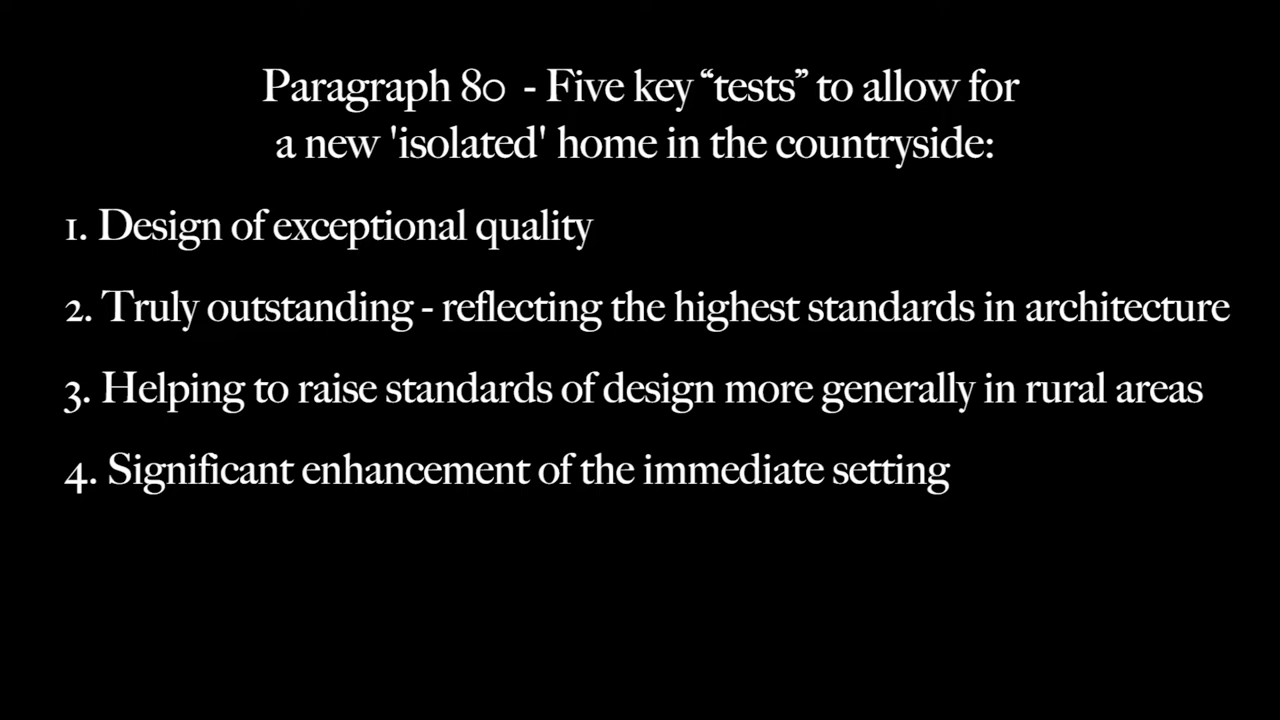 Paragraph 80 - Five key “tests” to allow for
a new 'isolated' home in the countryside:
1. Design of exceptional quality
2. Truly outstanding - reflecting the highest standards in architecture
3. Helping to raise standards of design more generally in rural areas
4. Significant enhancement of the immediate setting